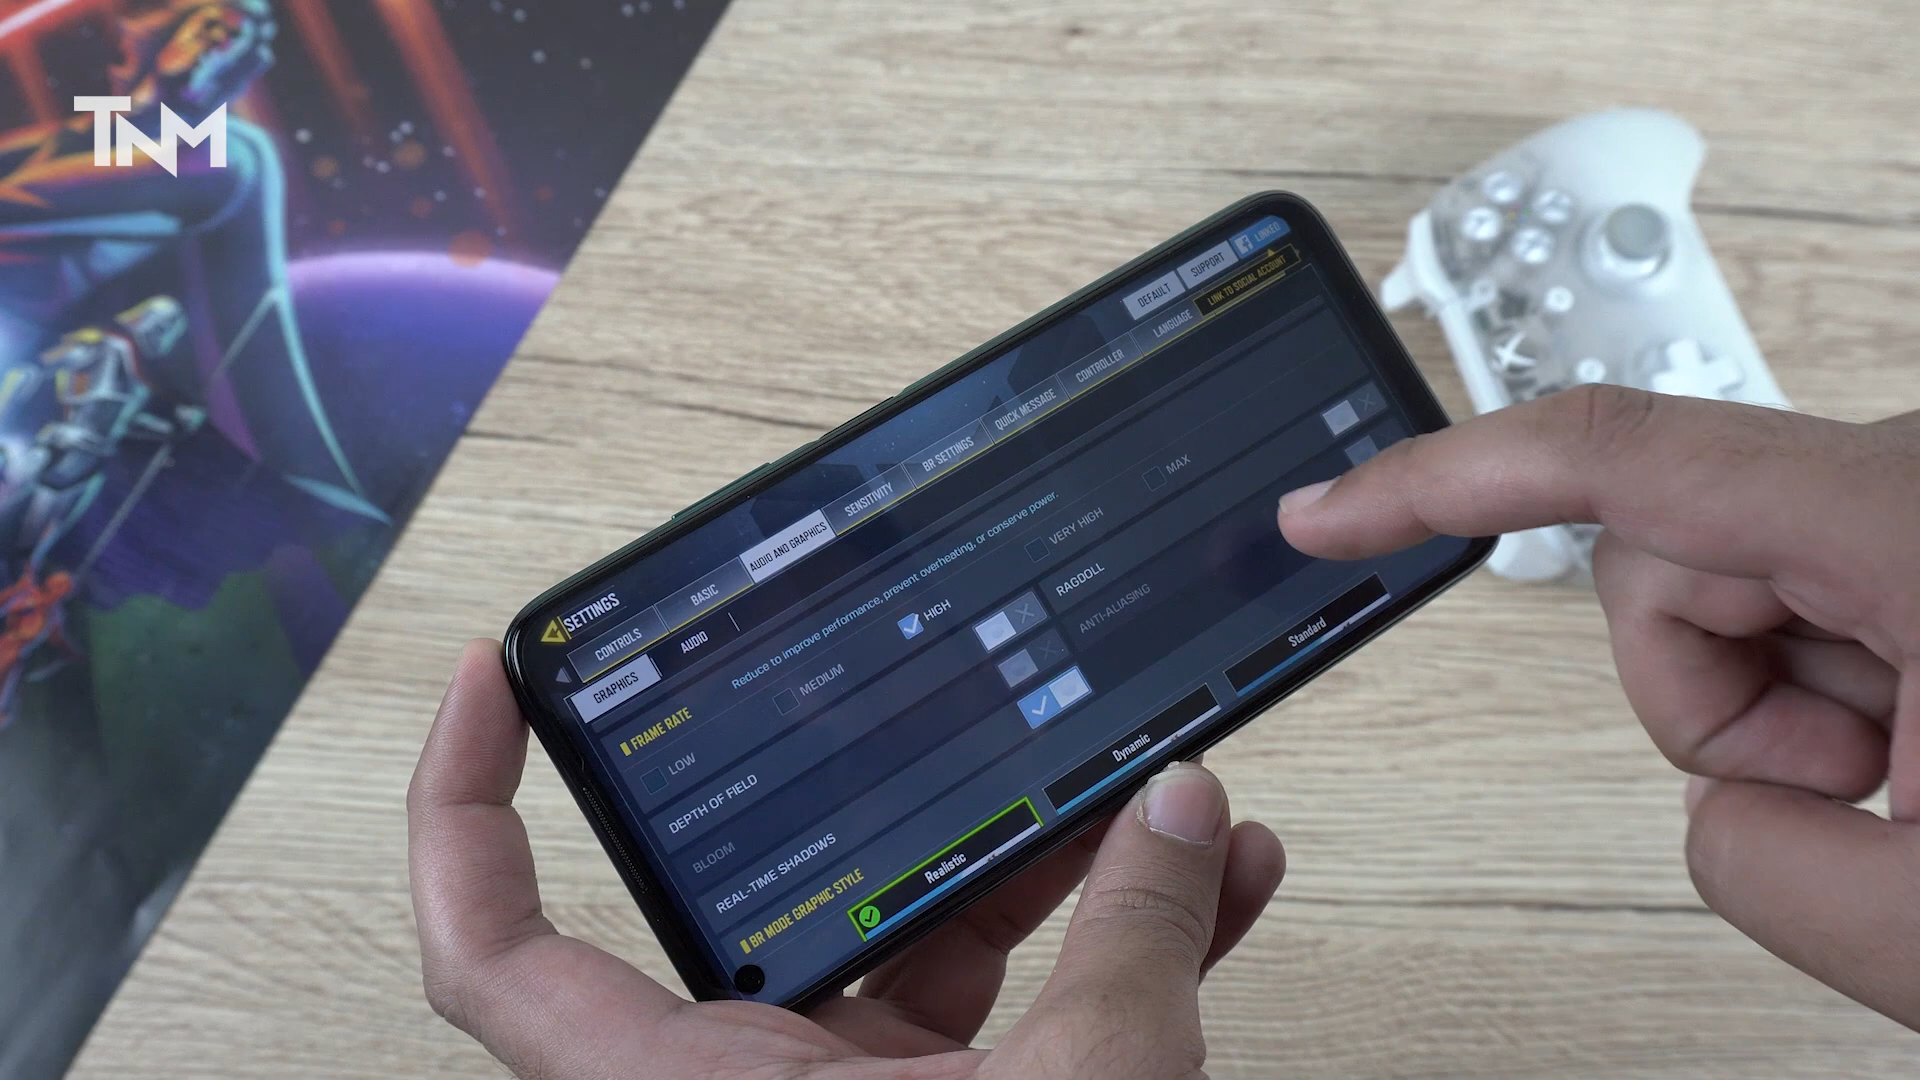 TNM
SETTINGS
DEFAULT
SUPPORT
LINKED
LINK TO SOCIAL ACCOUNT
CONTROLS
BASIC
AUDIO AND GRAPHICS
SENSITIVITY
BR SETTINGS
QUICK MESSAGE
CONTROLLER
LANGUAGE
GRAPHICS
AUDIO
FRAME RATE
Reduce to improve performance, prevent overheating, or conserve power.
LOW
MEDIUM
HIGH
VERY HIGH
MAX
DEPTH OF FIELD
RAGDOLL
BLOOM
ANTI-ALIASING
REAL-TIME SHADOWS
BR MODE GRAPHIC STYLE
Realistic
Dynamic
Standard